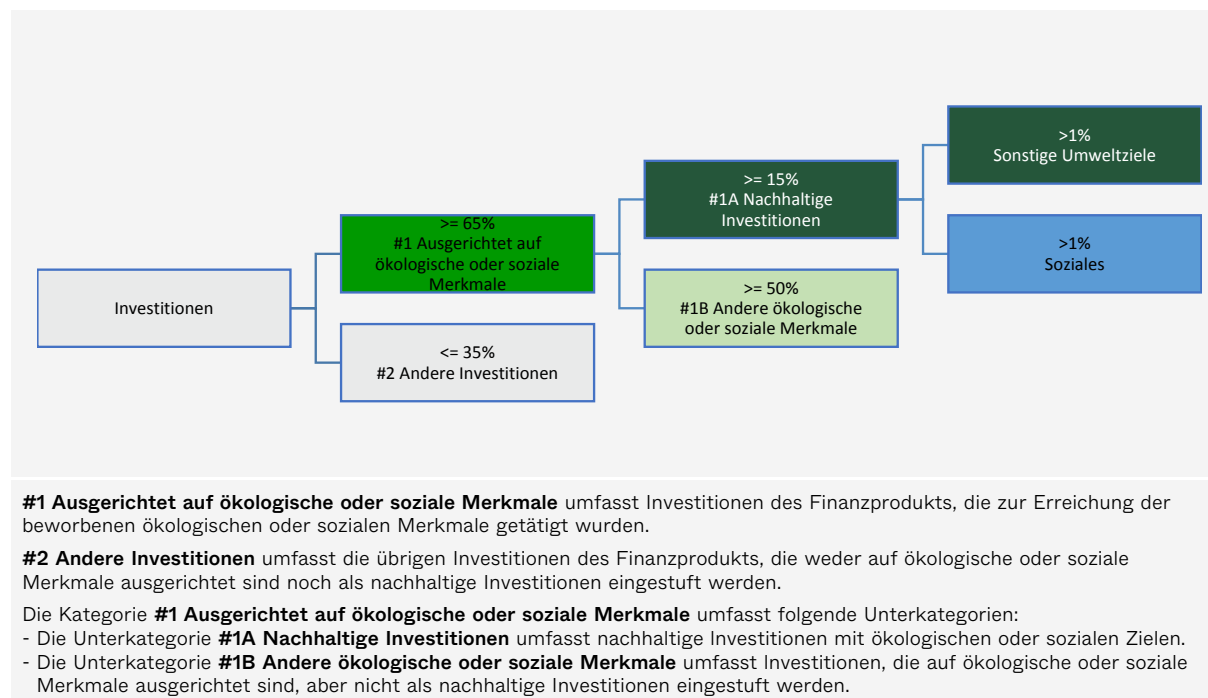 >1%
Sonstige Umweltziele
>= 15%
#1A Nachhaltige
Investitionen
>= 65%
#1 Ausgerichtet auf
ökologische oder soziale
Merkmale
>1%
Soziales
Investitionen
>= 50%
#1B Andere ökologische
oder soziale Merkmale
<= 35%
#2 Andere Investitionen
#1 Ausgerichtet auf ökologische oder soziale Merkmale umfasst Investitionen des Finanzprodukts, die zur Erreichung der
beworbenen ökologischen oder sozialen Merkmale getätigt wurden.
#2 Andere Investitionen umfasst die übrigen Investitionen des Finanzprodukts, die weder auf ökologische oder soziale
Merkmale ausgerichtet sind noch als nachhaltige Investitionen eingestuft werden.
Die Kategorie #1 Ausgerichtet auf ökologische oder soziale Merkmale umfasst folgende Unterkategorien:
- Die Unterkategorie #1A Nachhaltige Investitionen umfasst nachhaltige Investitionen mit ökologischen oder sozialen Zielen.
- Die Unterkategorie #1B Andere ökologische oder soziale Merkmale umfasst Investitionen, die auf ökologische oder soziale
Merkmale ausgerichtet sind, aber nicht als nachhaltige Investitionen eingestuft werden.